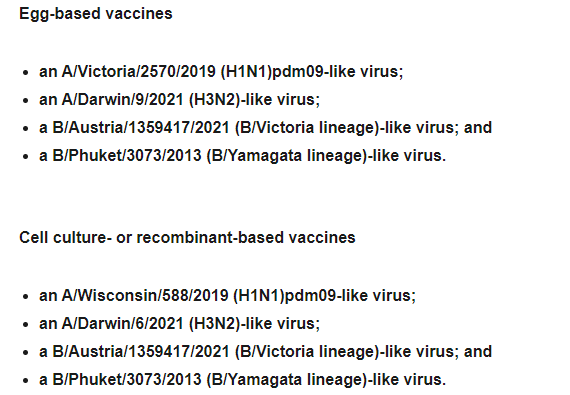 Egg-based vaccines
• an A/Victoria/2570/2019 (H1N1)pdm09-like virus;
• an A/Darwin/9/2021 (H3N2)-like virus;
• a B/Austria/1359417/2021 (B/Victoria lineage)-like virus; and
• a B/Phuket/3073/2013 (B/Yamagata lineage)-like virus.
Cell culture- or recombinant-based vaccines
• an A/Wisconsin/588/2019 (H1N1)pdm09-like virus;
• an A/Darwin/6/2021 (H3N2)-like virus;
• a B/Austria/1359417/2021 (B/Victoria lineage)-like virus; and
• a B/Phuket/3073/2013 (B/Yamagata lineage)-like virus.